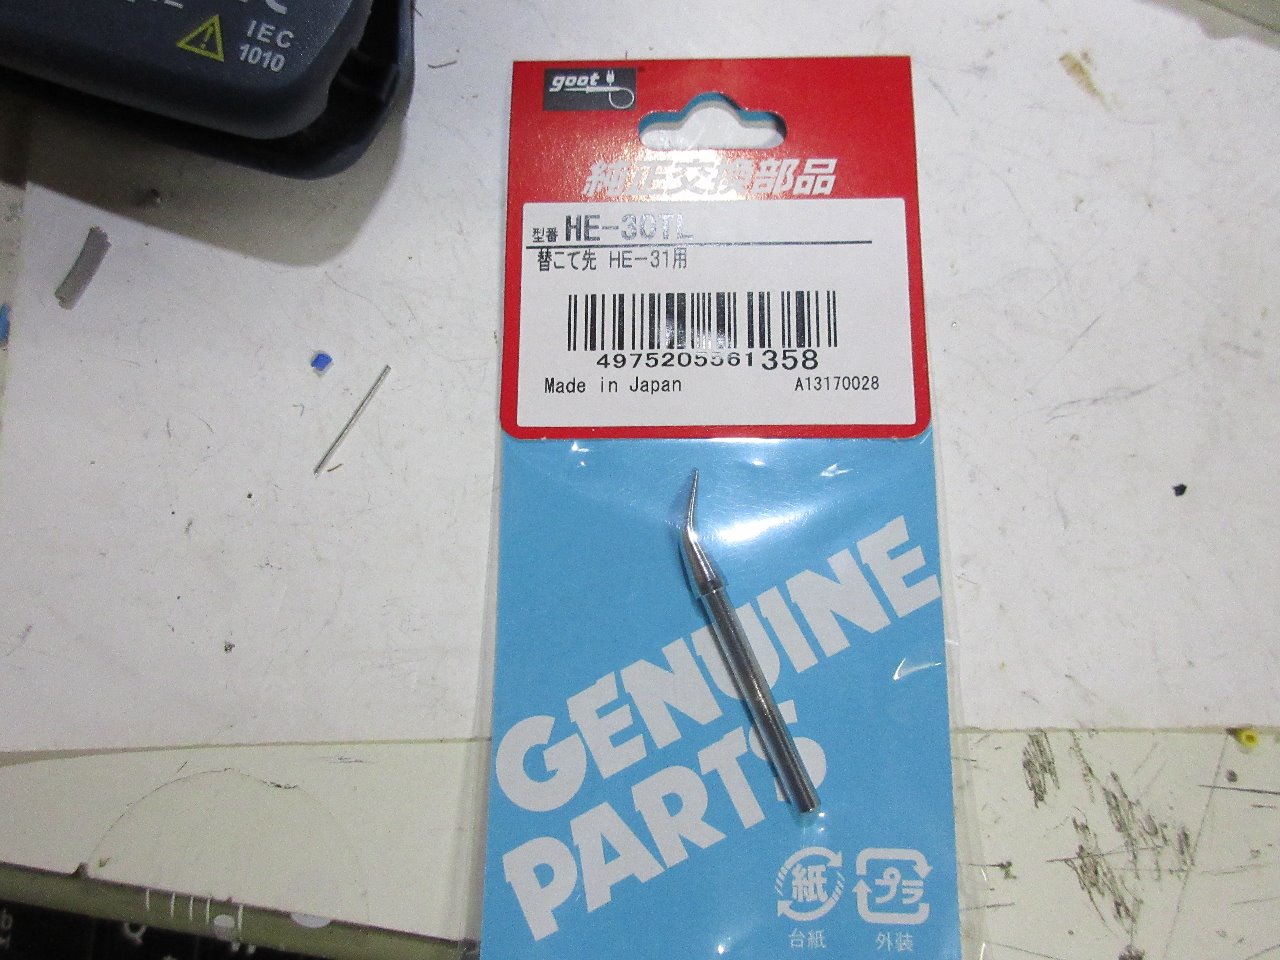 IEC
1010
goot
純正交換部品
型番 HE-30TL
替こて先 HE-31用
4975205561358
Made in Japan A13170028
GENUINE
PARTS
紙 プラ
台紙 外装